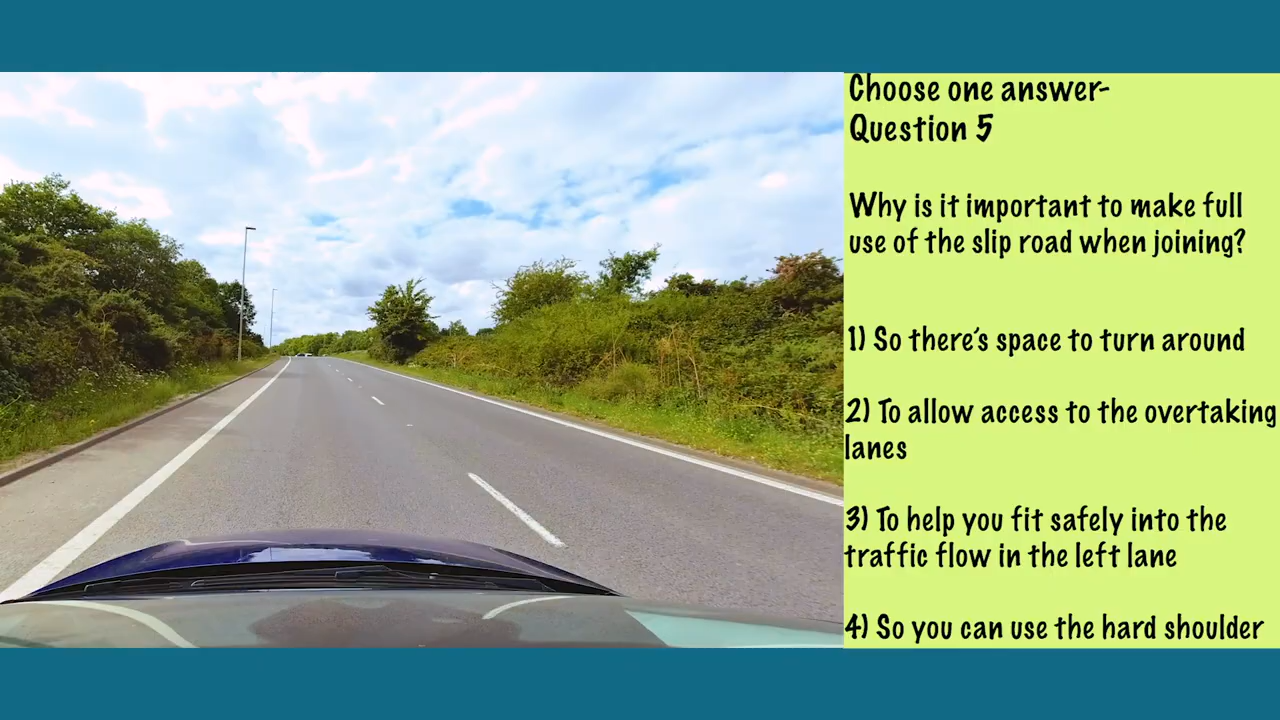 Choose one answer-
Question 5
Why is it important to make full
use of the slip road when joining?
1) So there's space to turn around
2) To allow access to the overtaking
lanes
3) To help you fit safely into the
traffic flow in the left lane
4) So you can use the hard shoulder